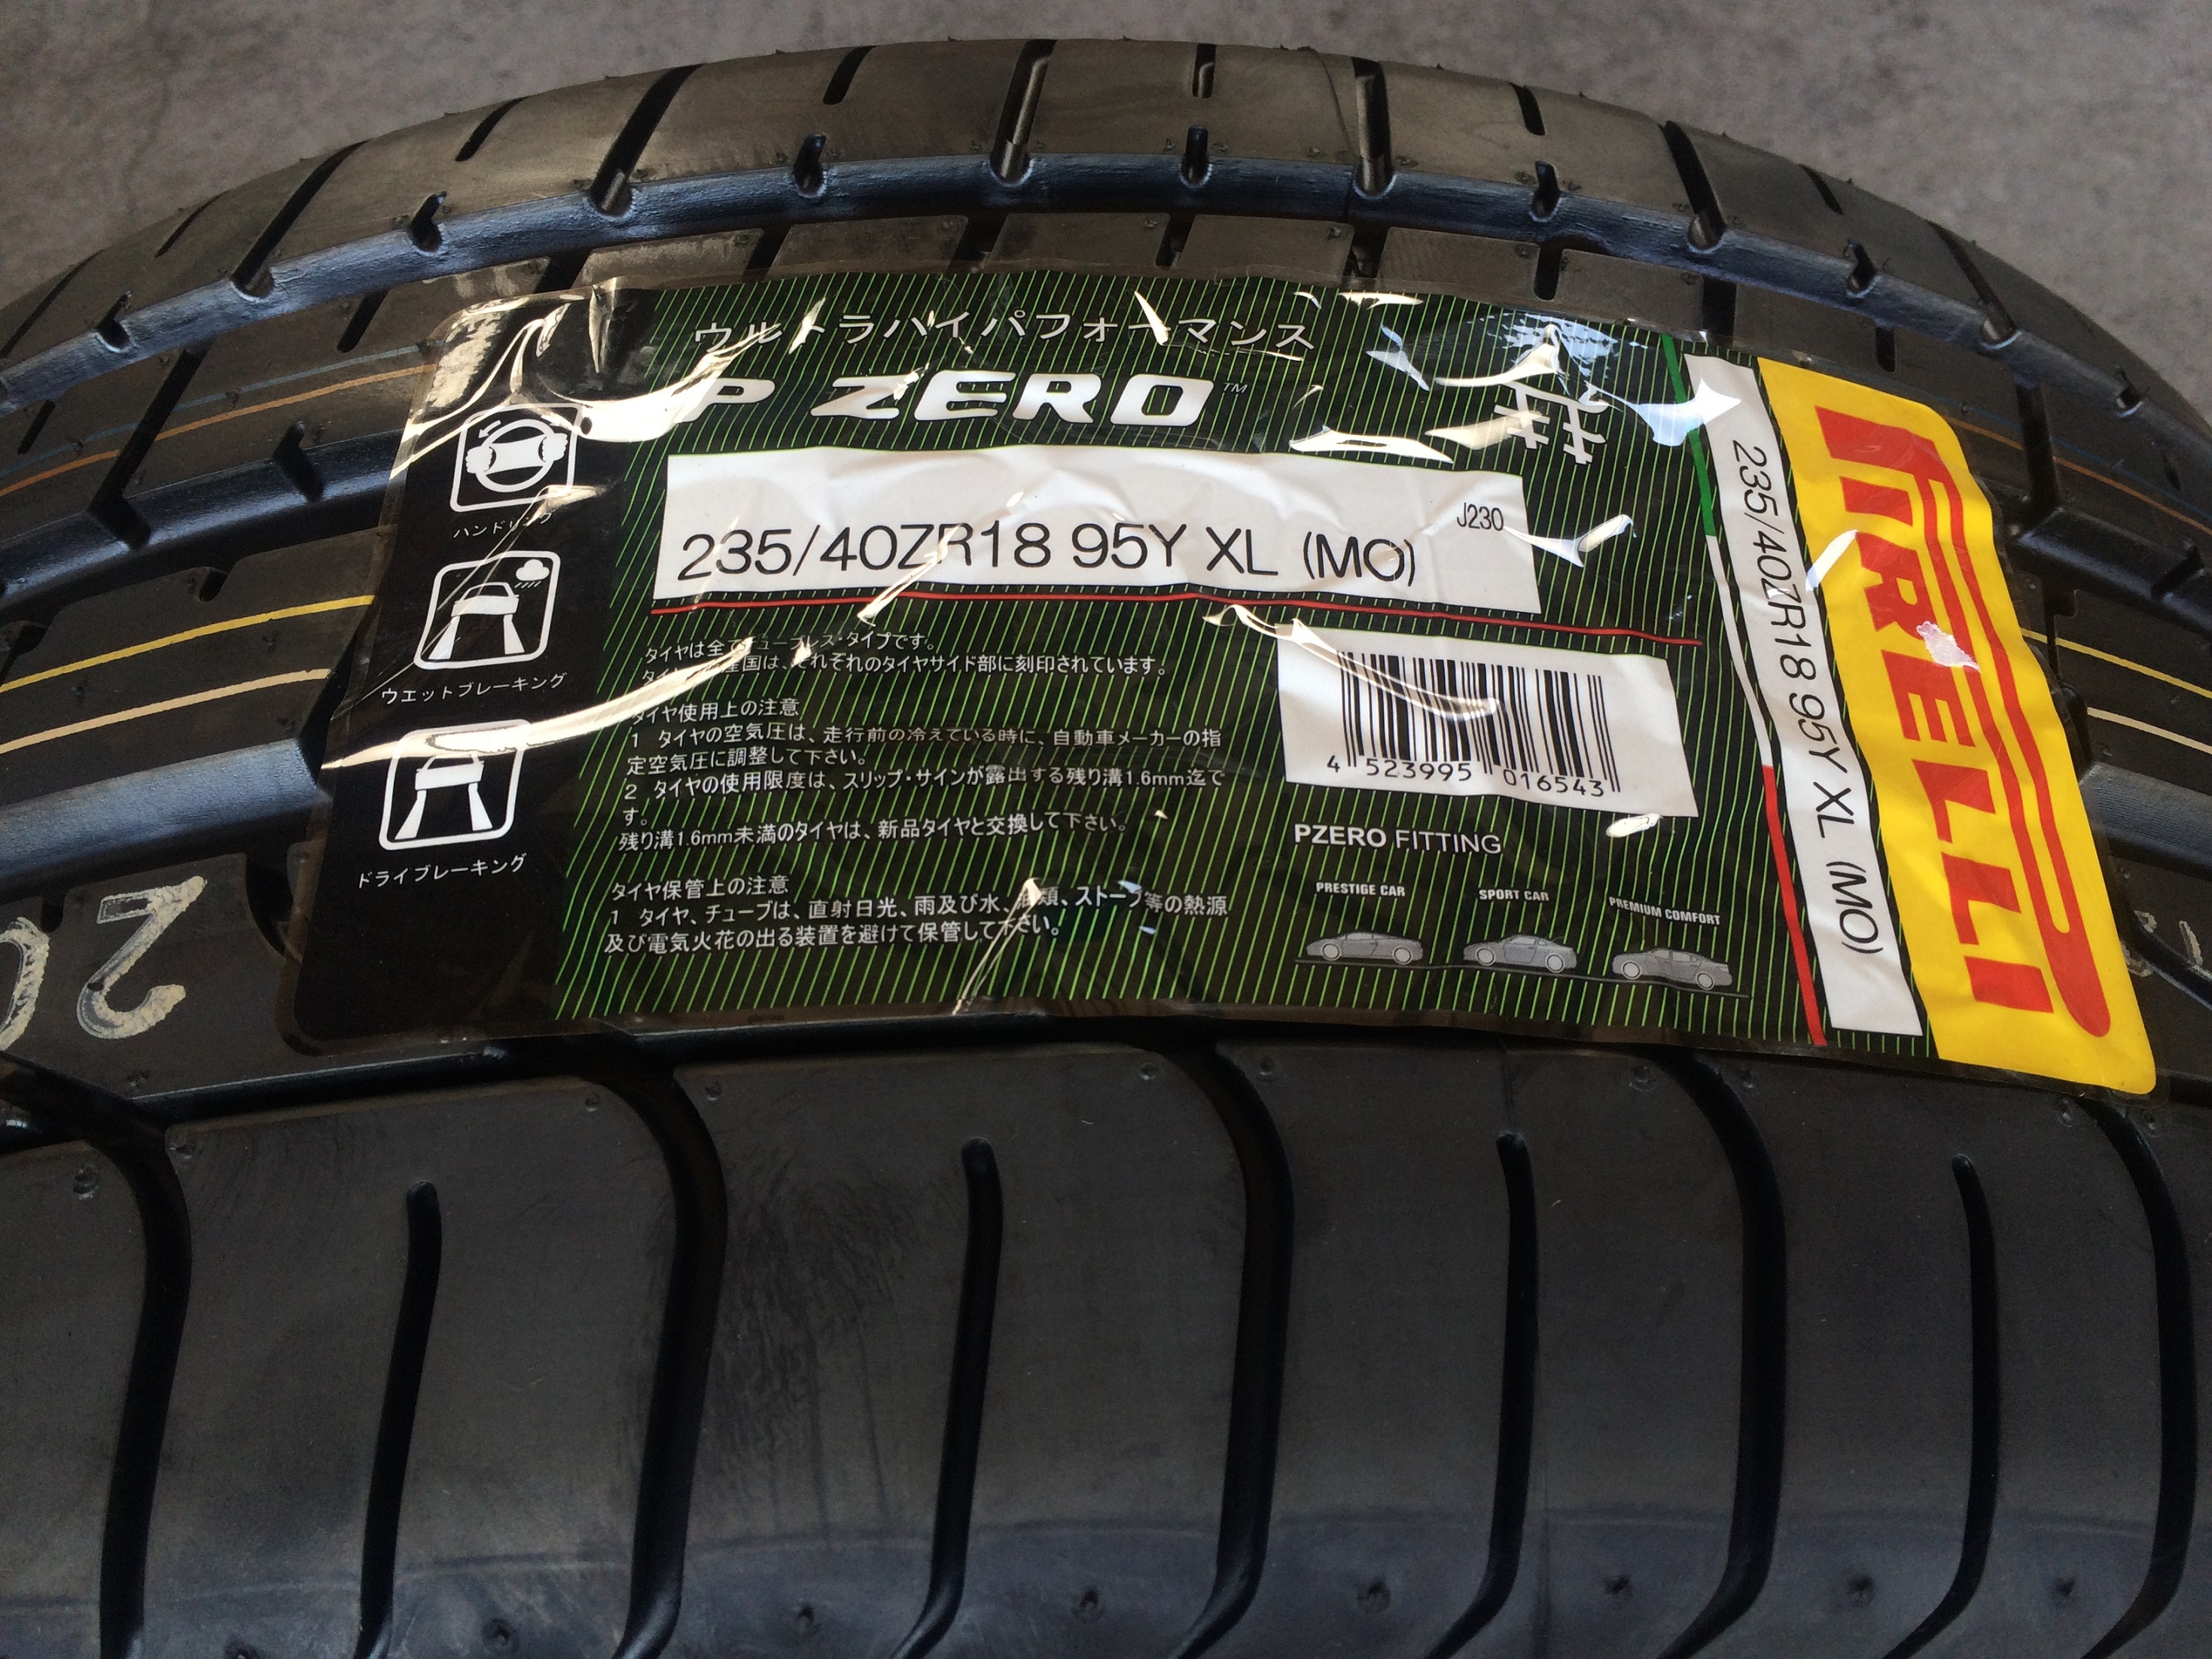 ウルトラハイパフォーマンス
P ZERO™
235/40ZR18 95Y XL (MO)
J230
ハンドリング
ウエットブレーキング
ドライブレーキング
タイヤは全てチューブレス・タイプです。
産国は、それぞれのタイヤサイド部に刻印されています。
タイヤ使用上の注意
1 タイヤの空気圧は、走行前の冷えている時に、自動車メーカーの指
定空気圧に調整して下さい。
2 タイヤの使用限度は、スリップ・サインが露出する残り溝1.6mm迄で
す。
残り溝1.6mm未満のタイヤは、新品タイヤと交換して下さい。
タイヤ保管上の注意
1 タイヤ、チューブは、直射日光、雨及び水、油類、ストーブ等の熱源
及び電気火花の出る装置を避けて保管して下さい。
4 523995 016543
PZERO FITTING
PRESTIGE CAR
SPORT CAR
PREMIUM COMFORT
235/40ZR18 95Y XL (MO)
PIRELLI